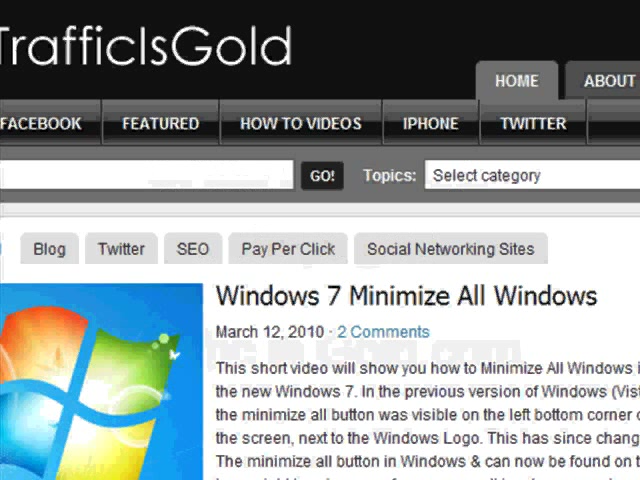 TrafficIsGold
HOME ABOUT
FACEBOOK FEATURED HOW TO VIDEOS IPHONE TWITTER
GO! Topics: Select category
Blog Twitter SEO Pay Per Click Social Networking Sites
Windows 7 Minimize All Windows
March 12, 2010 · 2 Comments
This short video will show you how to Minimize All Windows i
the new Windows 7. In the previous version of Windows (Vist
the minimize all button was visible on the left bottom corner o
the screen, next to the Windows Logo. This has since chang
The minimize all button in Windows & can now be found on t